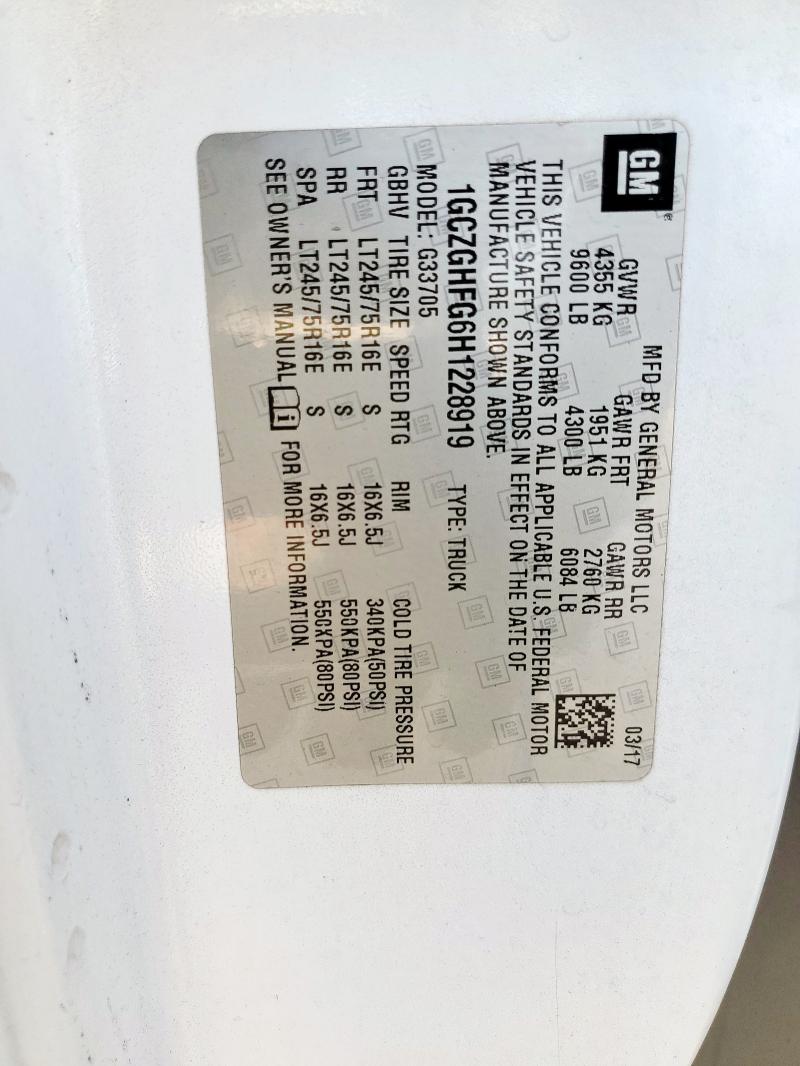 GM®
MFD BY GENERAL MOTORS LLC 03/17
GVWR GAWR FRT GAWR RR
4355 KG 1951 KG 2760 KG
9600 LB 4300 LB 6084 LB
THIS VEHICLE CONFORMS TO ALL APPLICABLE U.S. FEDERAL MOTOR
VEHICLE SAFETY STANDARDS IN EFFECT ON THE DATE OF
MANUFACTURE SHOWN ABOVE.
1GCZGHFG6H1228919 TYPE: TRUCK
MODEL: G33705
GBHV TIRE SIZE SPEED RTG RIM COLD TIRE PRESSURE
FRT LT245/75R16E S 16X6.5J 340KPA(50PSI)
RR LT245/75R16E S 16X6.5J 550KPA(80PSI)
SPA LT245/75R16E S 16X6.5J 550KPA(80PSI)
SEE OWNER'S MANUAL i FOR MORE INFORMATION.